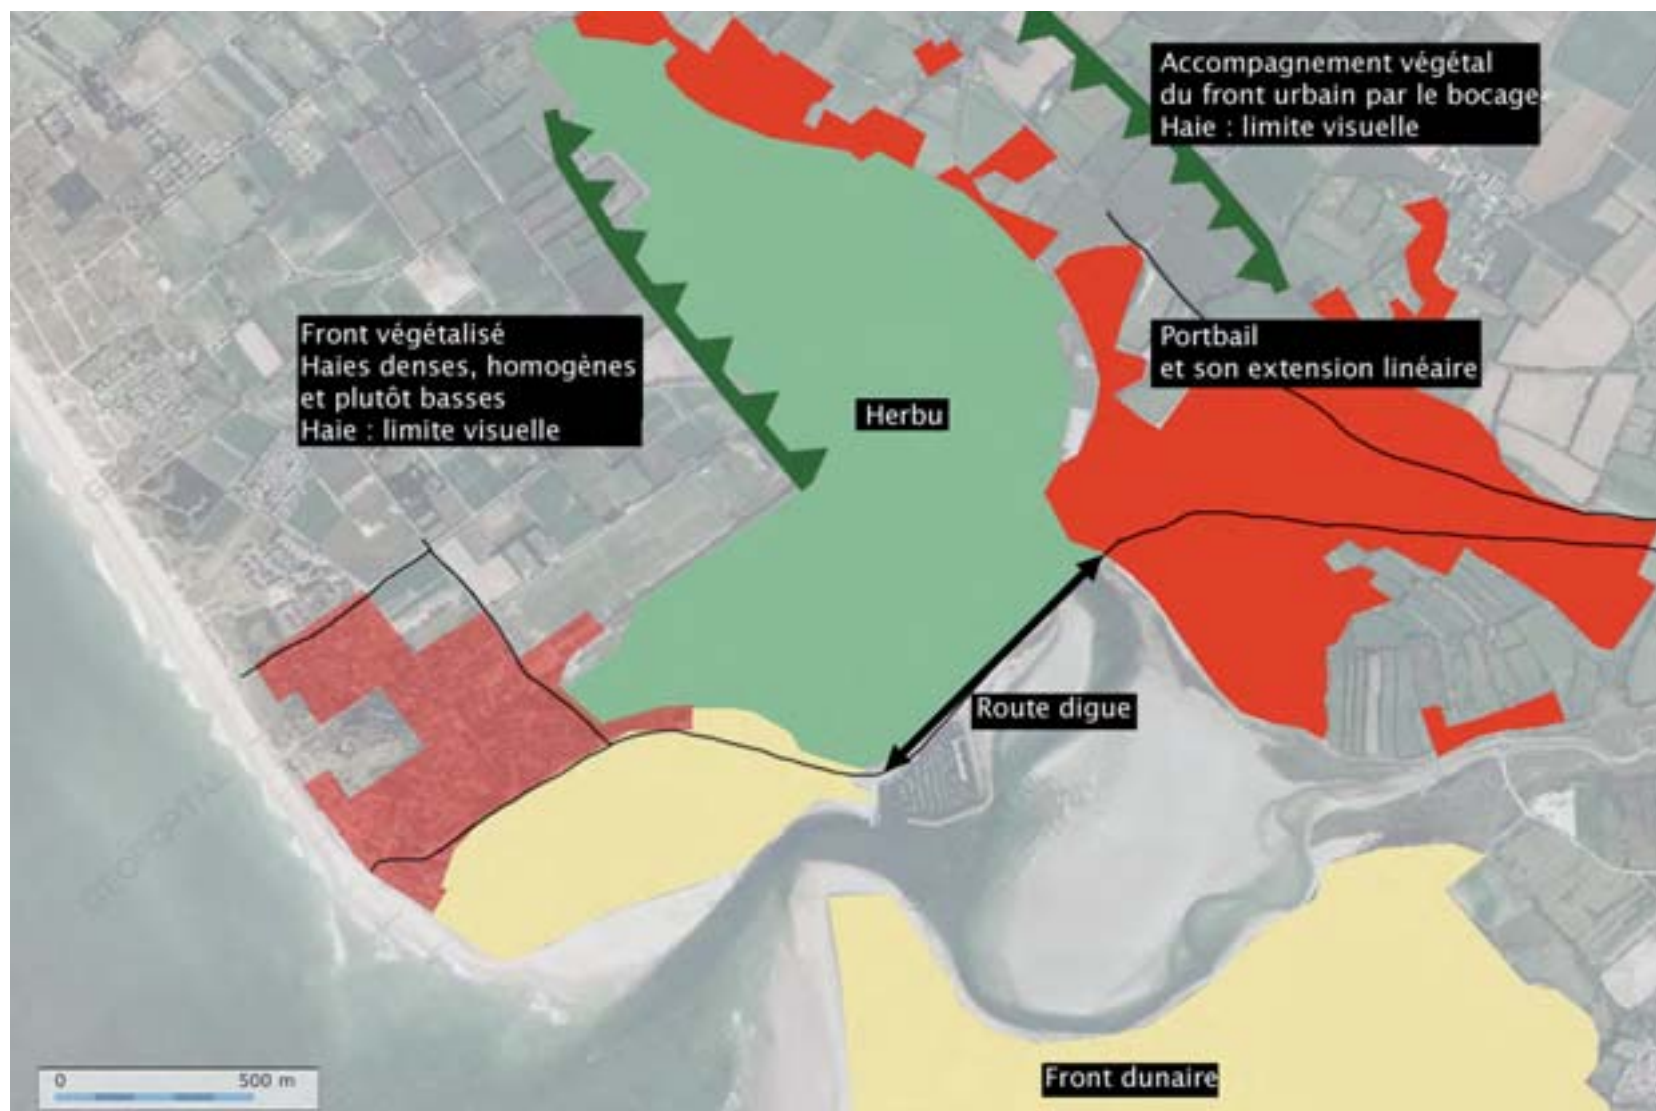 Accompagnement végétal
du front urbain par le bocage
Haie : limite visuelle
Front végétalisé
Haies denses, homogènes
et plutôt basses
Haie : limite visuelle
Portbail
et son extension linéaire
Herbu
Route digue
Front dunaire
0 500 m